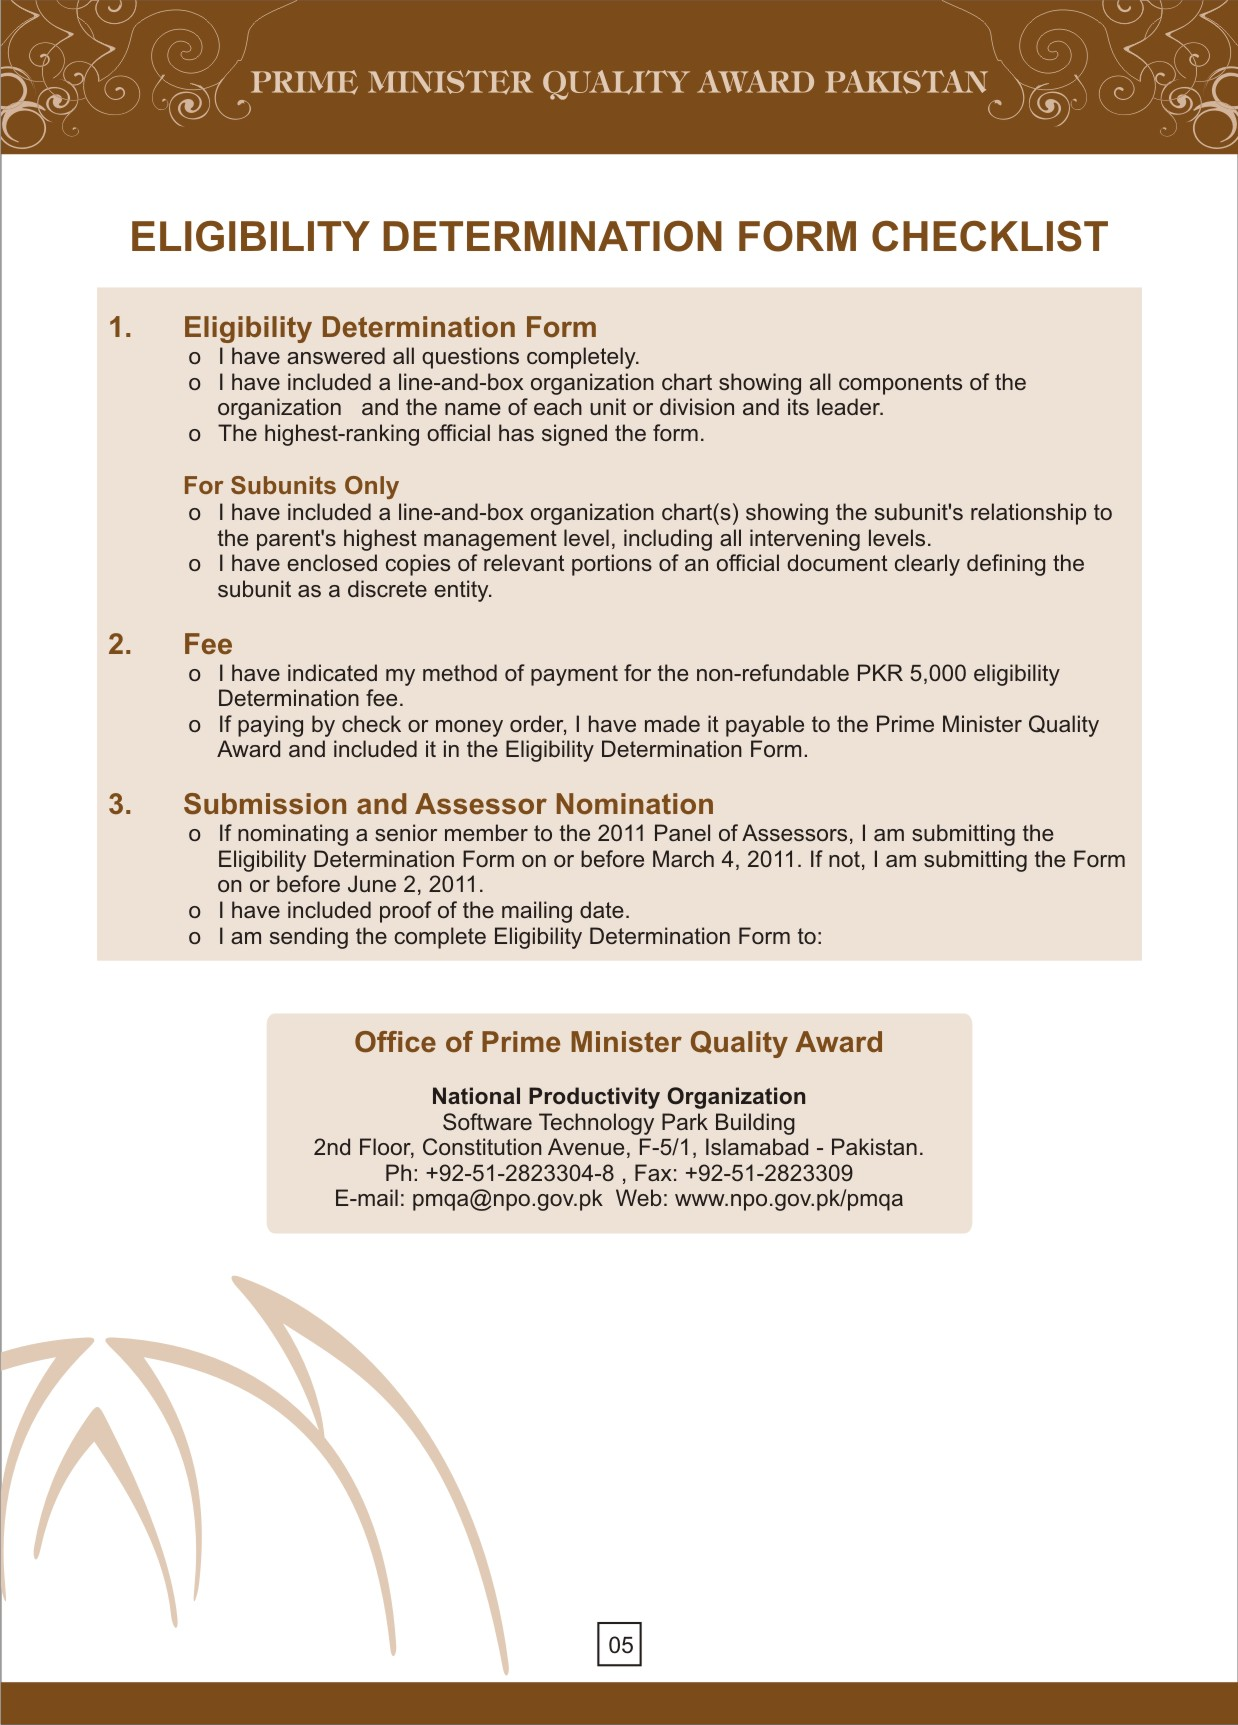 PRIME MINISTER QUALITY AWARD PAKISTAN
ELIGIBILITY DETERMINATION FORM CHECKLIST
1. Eligibility Determination Form
o I have answered all questions completely.
o I have included a line-and-box organization chart showing all components of the
organization and the name of each unit or division and its leader.
o The highest-ranking official has signed the form.
For Subunits Only
o I have included a line-and-box organization chart(s) showing the subunit's relationship to
the parent's highest management level, including all intervening levels.
o I have enclosed copies of relevant portions of an official document clearly defining the
subunit as a discrete entity.
2. Fee
o I have indicated my method of payment for the non-refundable PKR 5,000 eligibility
Determination fee.
o If paying by check or money order, I have made it payable to the Prime Minister Quality
Award and included it in the Eligibility Determination Form.
3. Submission and Assessor Nomination
o If nominating a senior member to the 2011 Panel of Assessors, I am submitting the
Eligibility Determination Form on or before March 4, 2011. If not, I am submitting the Form
on or before June 2, 2011.
o I have included proof of the mailing date.
o I am sending the complete Eligibility Determination Form to:
Office of Prime Minister Quality Award
National Productivity Organization
Software Technology Park Building
2nd Floor, Constitution Avenue, F-5/1, Islamabad - Pakistan.
Ph: +92-51-2823304-8 , Fax: +92-51-2823309
E-mail: pmqa@npo.gov.pk Web: www.npo.gov.pk/pmqa
05